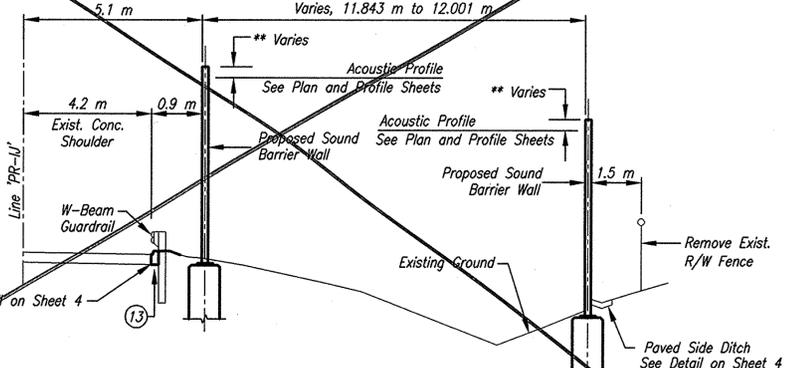 5.1 m
Varies, 11.843 m to 12.001 m
** Varies
Acoustic Profile
See Plan and Profile Sheets
** Varies
4.2 m
0.9 m
Exist. Conc.
Shoulder
Acoustic Profile
See Plan and Profile Sheets
Proposed Sound
Barrier Wall
Line 'PR-IJ'
Proposed Sound
Barrier Wall
1.5 m
W-Beam
Guardrail
Remove Exist.
R/W Fence
Existing Ground
on Sheet 4
13
Paved Side Ditch
See Detail on Sheet 4